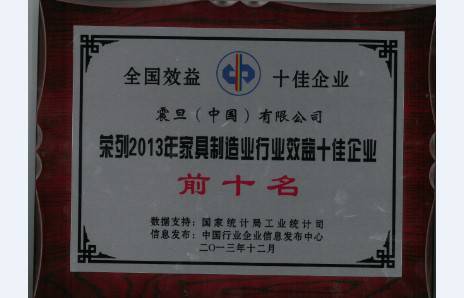 全国效益 十佳企业
震旦（中国）有限公司
荣列2013年家具制造业行业效益十佳企业
前十名
数据支持：国家统计局工业统计司
信息发布：中国行业企业信息发布中心
二〇一三年十二月